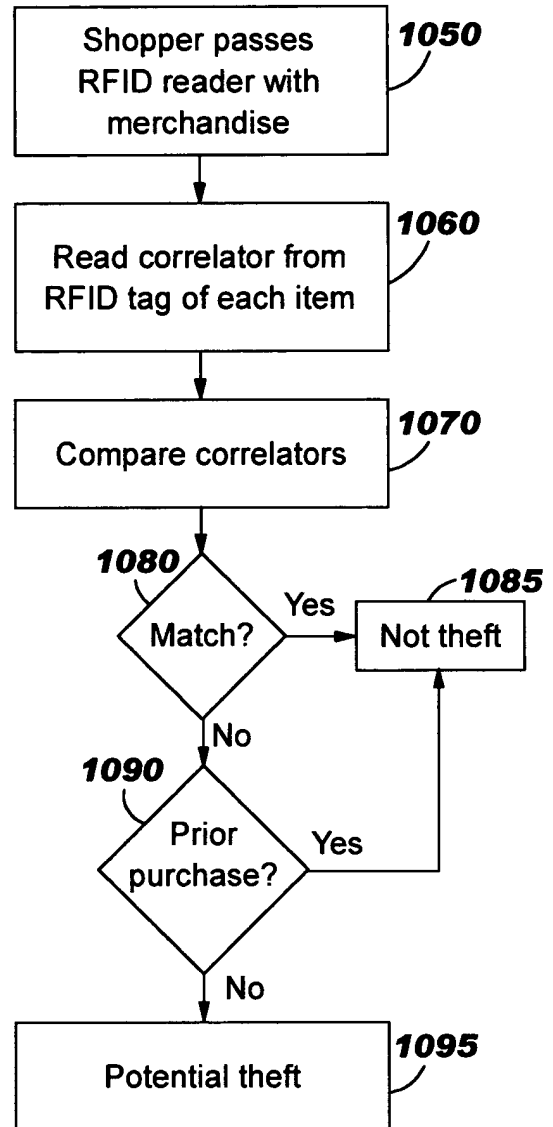 Shopper passes
RFID reader with
merchandise
1050
Read correlator from
RFID tag of each item
1060
Compare correlators
1070
1080
Match?
Yes
1085
Not theft
No
1090
Prior
purchase?
Yes
No
Potential theft
1095